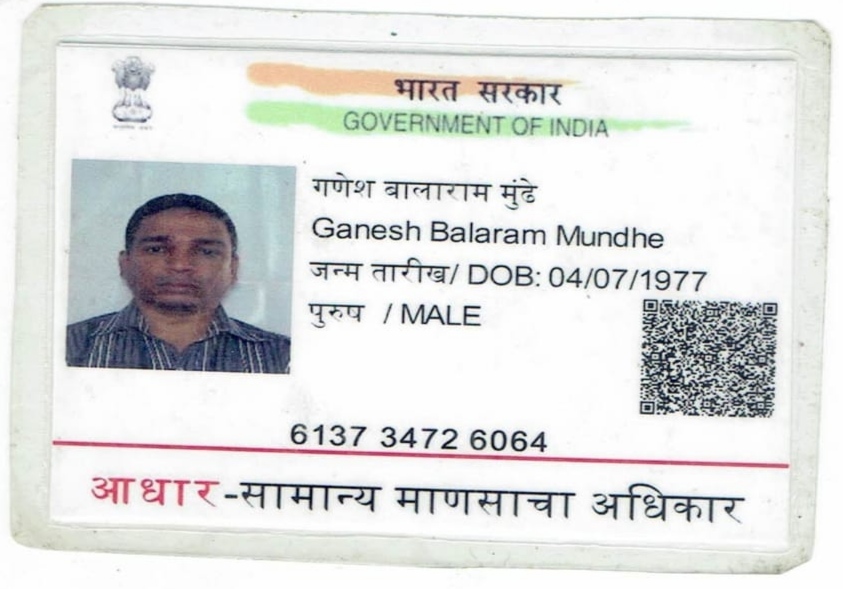 भारत सरकार
GOVERNMENT OF INDIA
गणेश बालाराम मुंढे
Ganesh Balaram Mundhe
जन्म तारीख/ DOB: 04/07/1977
पुरुष / MALE
6137 3472 6064
आधार-सामान्य माणसाचा अधिकार